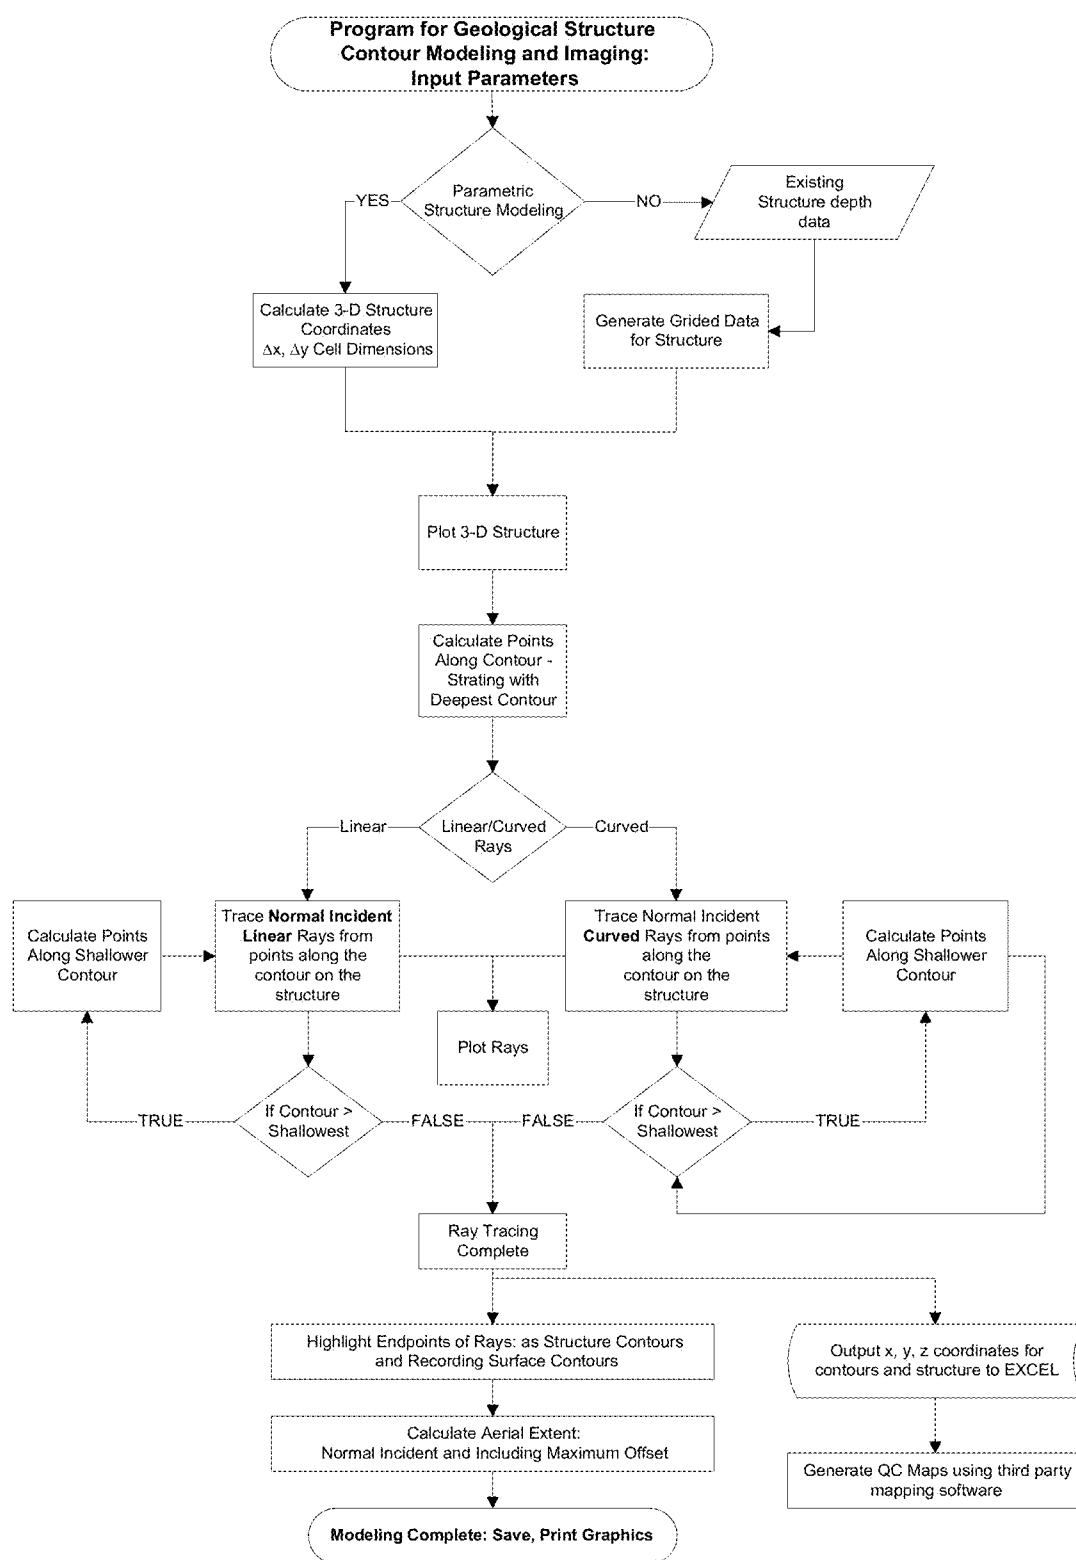 Program for Geological Structure
Contour Modeling and Imaging:
Input Parameters
Parametric
Structure Modeling
YES
NO
Existing
Structure depth
data
Calculate 3-D Structure
Coordinates
Δx, Δy Cell Dimensions
Generate Grided Data
for Structure
Plot 3-D Structure
Calculate Points
Along Contour -
Strating with
Deepest Contour
Linear
Linear/Curved
Rays
Curved
Calculate Points
Along Shallower
Contour
Trace Normal Incident
Linear Rays from
points along the
contour on the
structure
Trace Normal Incident
Curved Rays from points
along the
contour on the
structure
Calculate Points
Along Shallower
Contour
Plot Rays
TRUE
If Contour >
Shallowest
FALSE
FALSE
If Contour >
Shallowest
TRUE
Ray Tracing
Complete
Highlight Endpoints of Rays: as Structure Contours
and Recording Surface Contours
Output x, y, z coordinates for
contours and structure to EXCEL
Calculate Aerial Extent:
Normal Incident and Including Maximum Offset
Generate QC Maps using third party
mapping software
Modeling Complete: Save, Print Graphics